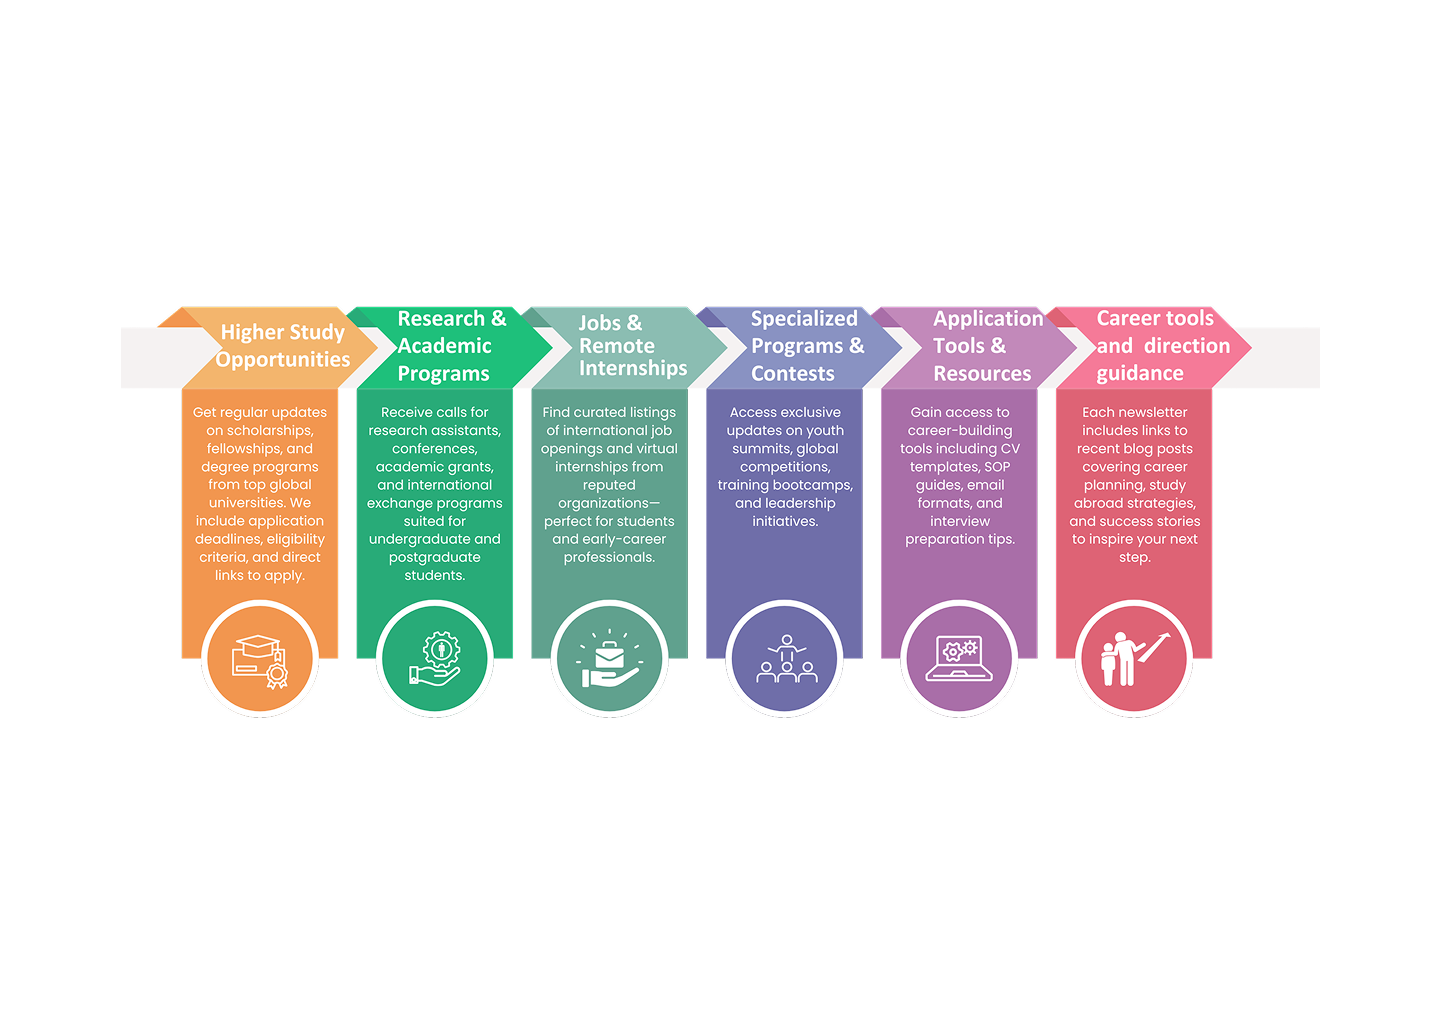 Higher Study
Opportunities
Get regular updates
on scholarships,
fellowships, and
degree programs
from top global
universities. We
include application
deadlines, eligibility
criteria, and direct
links to apply.
Research &
Academic
Programs
Receive calls for
research assistants,
conferences,
academic grants,
and international
exchange programs
suited for
undergraduate and
postgraduate
students.
Jobs &
Remote
Internships
Find curated listings
of international job
openings and virtual
internships from
reputed
organizations—
perfect for students
and early-career
professionals.
Specialized
Programs &
Contests
Access exclusive
updates on youth
summits, global
competitions,
training bootcamps,
and leadership
initiatives.
Application
Tools &
Resources
Gain access to
career-building
tools including CV
templates, SOP
guides, email
formats, and
interview
preparation tips.
Career tools
and direction
guidance
Each newsletter
includes links to
recent blog posts
covering career
planning, study
abroad strategies,
and success stories
to inspire your next
step.